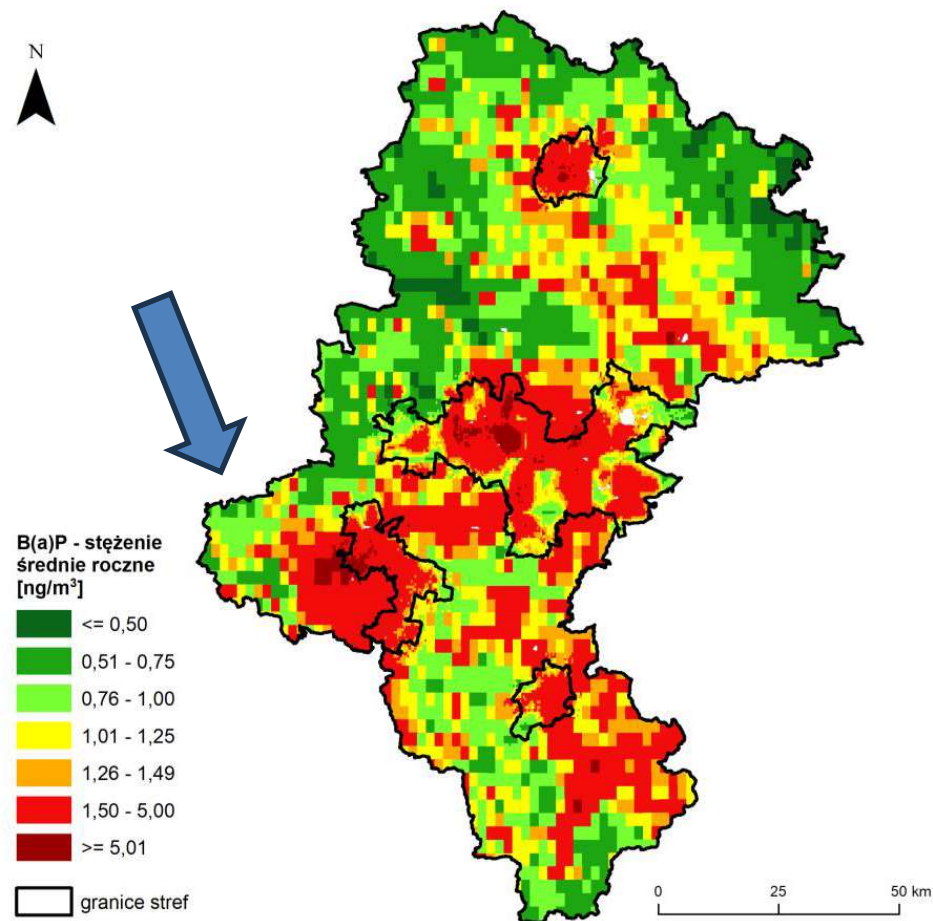 N
B(a)P - stężenie
średnie roczne
[ng/m³]
<= 0,50
0,51 - 0,75
0,76 - 1,00
1,01 - 1,25
1,26 - 1,49
1,50 - 5,00
>= 5,01
granice stref
0 25 50 km